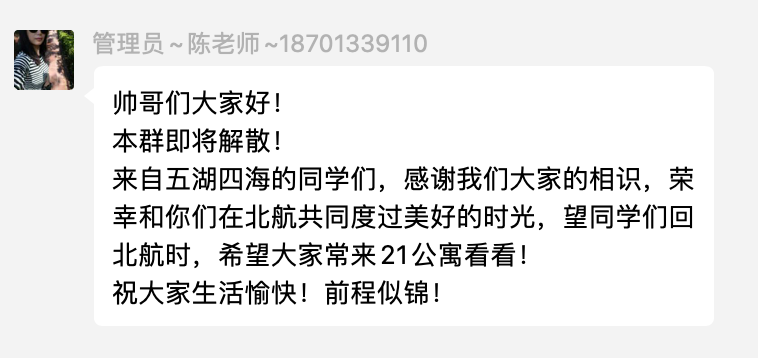 管理员~陈老师~18701339110
帅哥们大家好！
本群即将解散！
来自五湖四海的同学们，感谢我们大家的相识，荣
幸和你们在北航共同度过美好的时光，望同学们回
北航时，希望大家常来21公寓看看！
祝大家生活愉快！前程似锦！